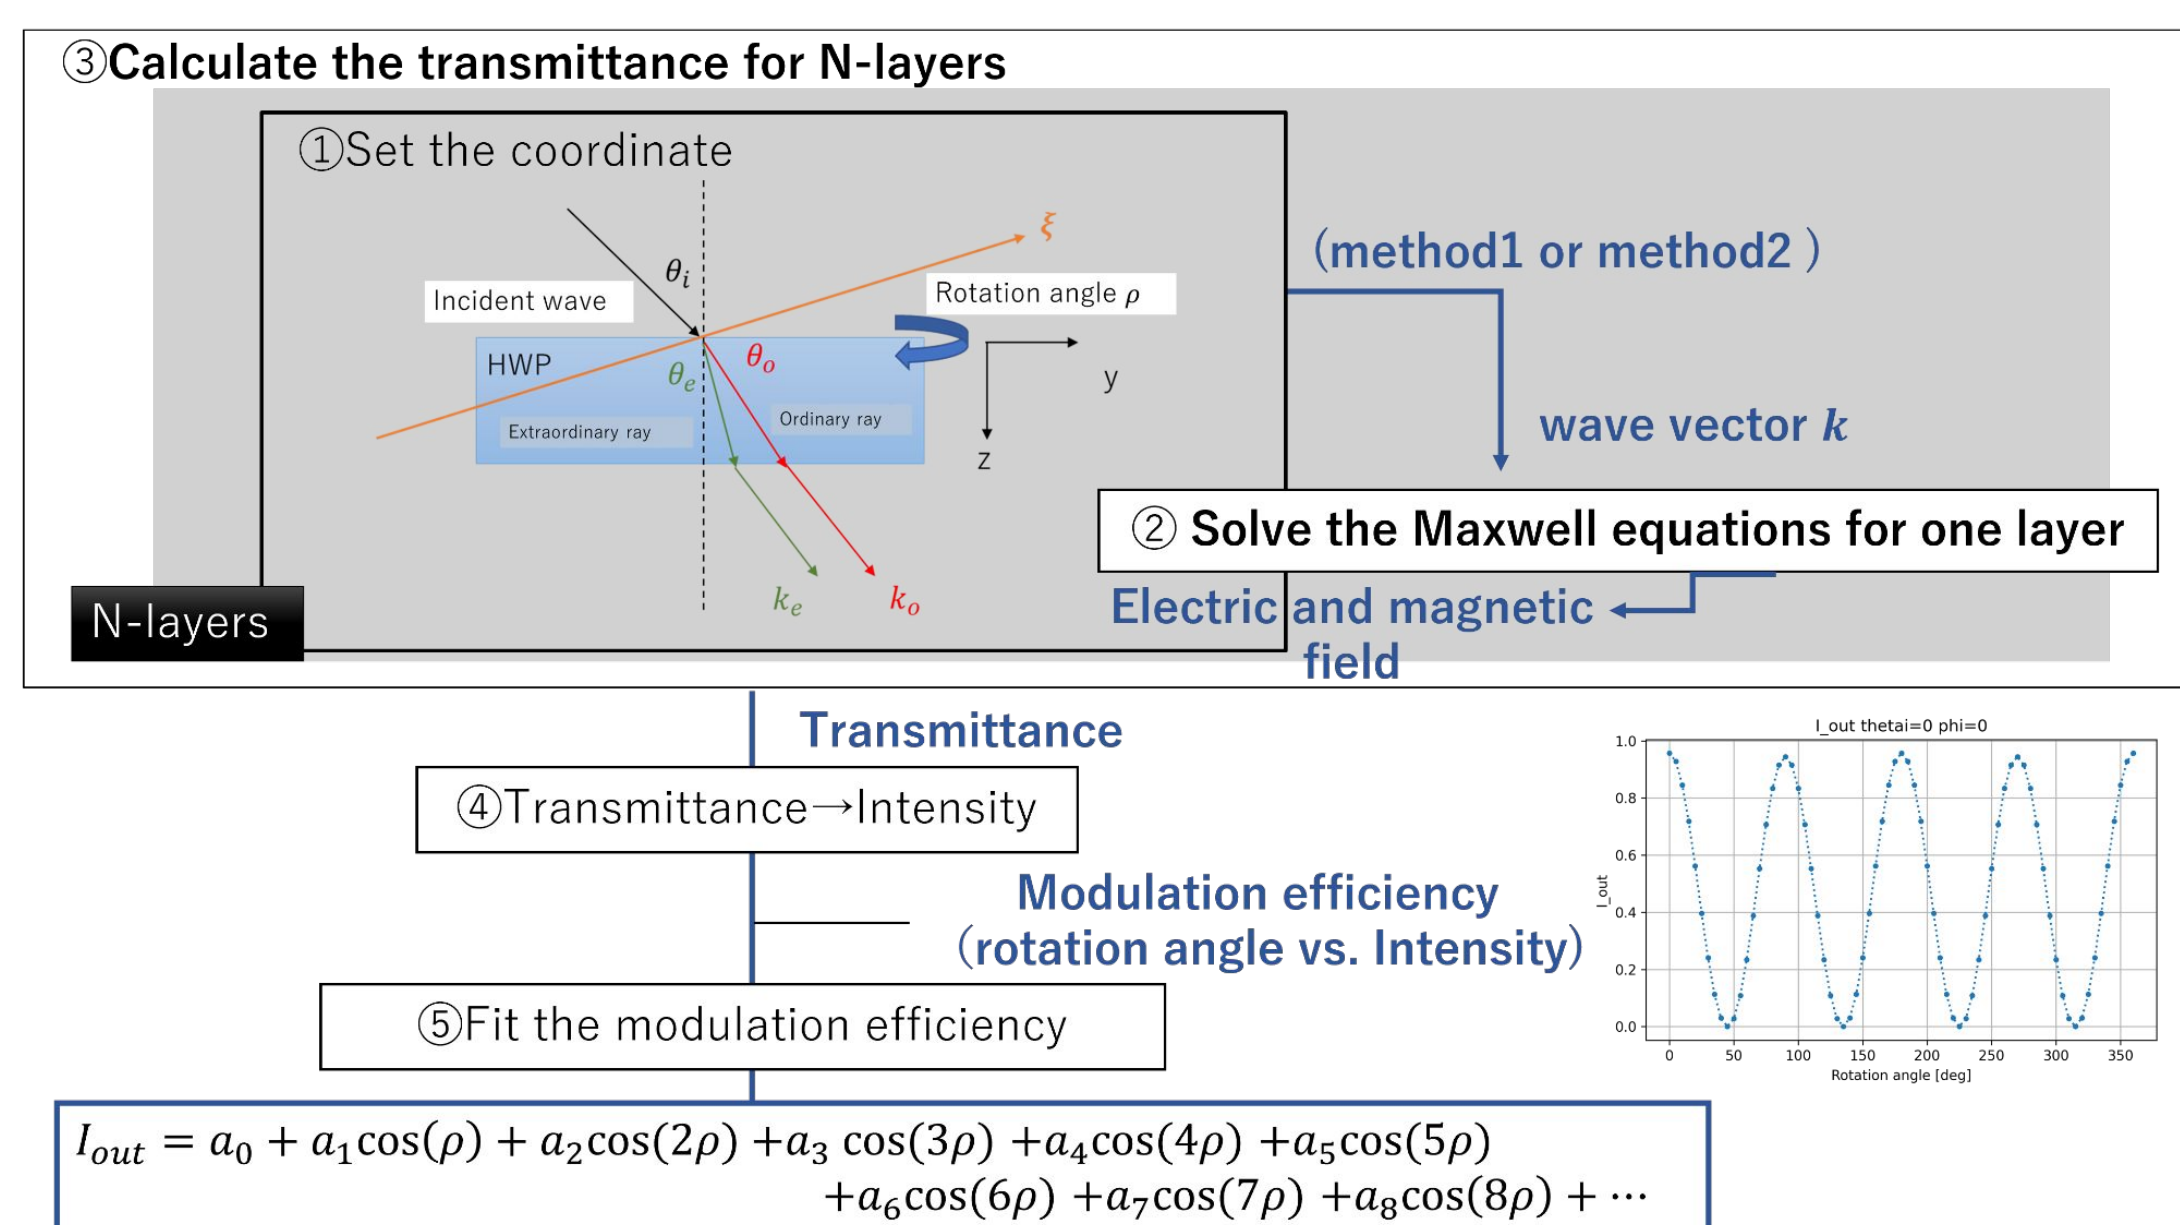 ③Calculate the transmittance for N-layers
①Set the coordinate
ξ
θi
Incident wave
Rotation angle ρ
(method1 or method2 )
HWP
θe
θo
y
Extraordinary ray
Ordinary ray
z
wave vector k
② Solve the Maxwell equations for one layer
ke
ko
N-layers
Electric and magnetic
field
Transmittance
④Transmittance→Intensity
Modulation efficiency
(rotation angle vs. Intensity)
⑤Fit the modulation efficiency
I_out thetai=0 phi=0
1.0
0.8
0.6
0.4
0.2
0.0
I_out
0 50 100 150 200 250 300 350
Rotation angle [deg]
Iout = a0 + a1cos(ρ) + a2cos(2ρ) +a3 cos(3ρ) +a4cos(4ρ) +a5cos(5ρ)
+a6cos(6ρ) +a7cos(7ρ) +a8cos(8ρ) + ⋯